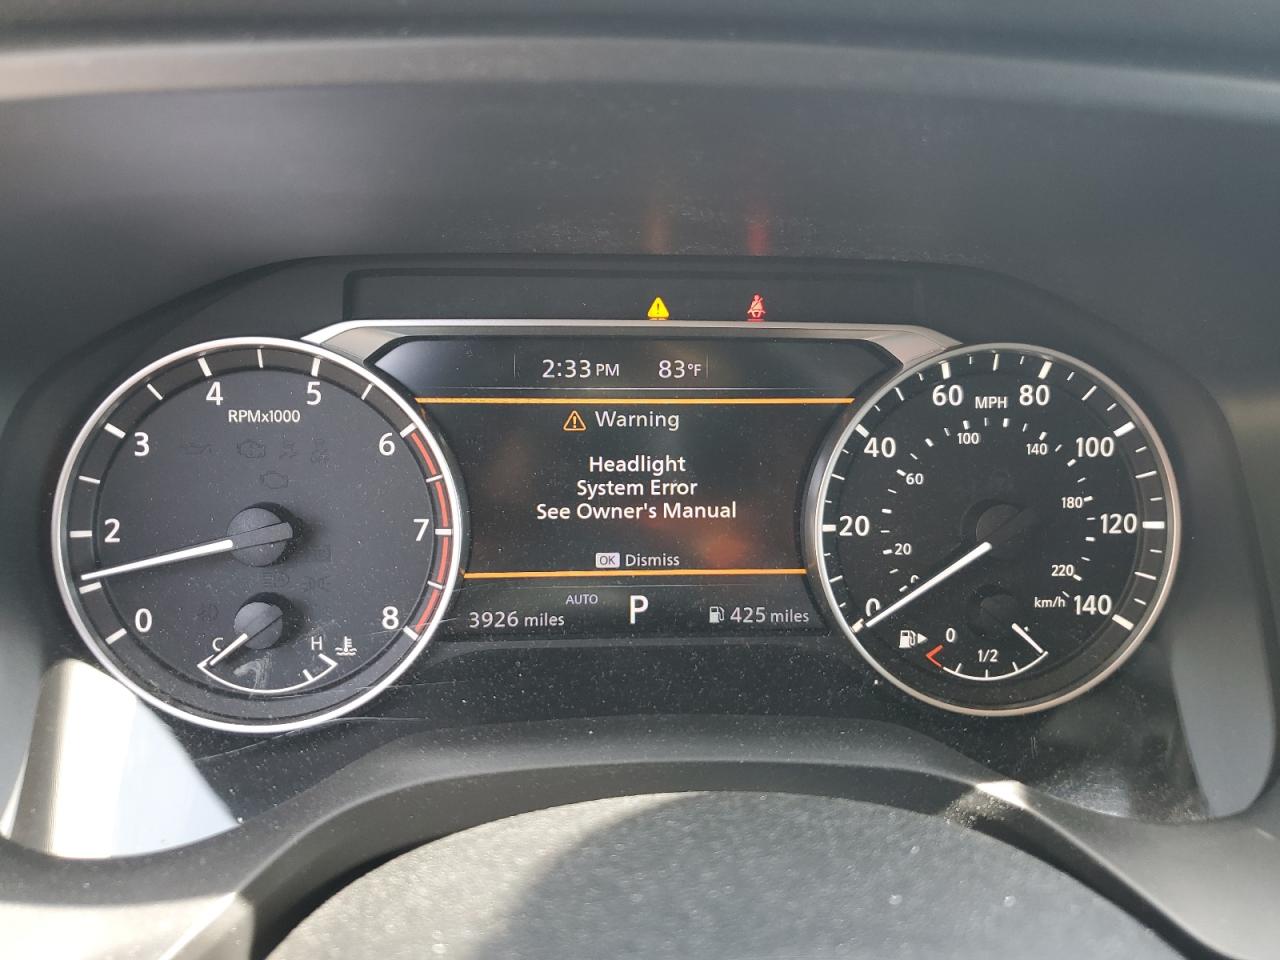 2:33 PM 83°F
Warning
Headlight
System Error
See Owner's Manual
OK Dismiss
3926 miles
AUTO
P
425 miles
RPMx1000
0
2
3
4
5
6
7
8
C
H
MPH
0
20
40
60
80
100
120
140
km/h
0
20
60
100
140
180
220
0
1/2